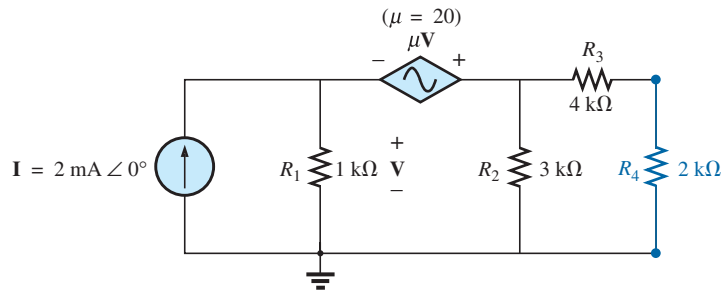 (μ = 20)
μV
− +
R3
4 kΩ
I = 2 mA ∠ 0°
R1 1 kΩ
+
V
−
R2 3 kΩ
R4 2 kΩ